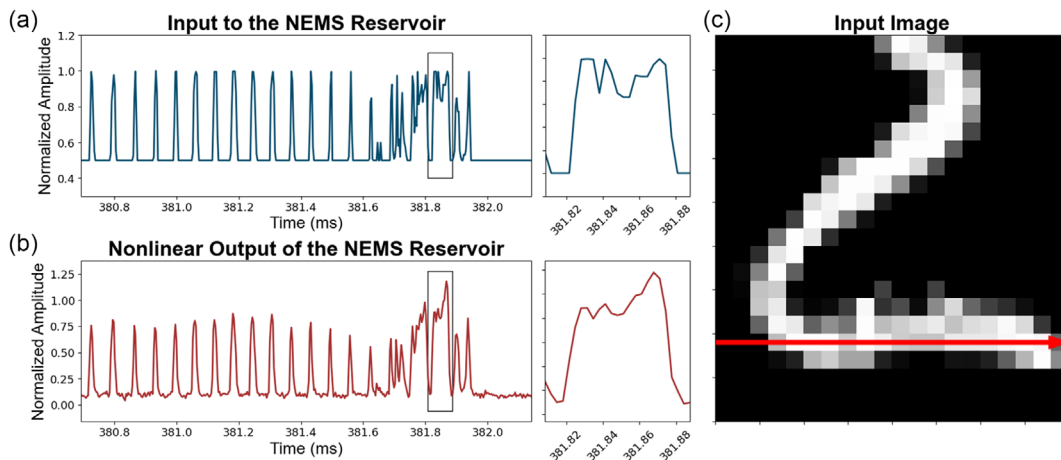 (a)
Input to the NEMS Reservoir
Normalized Amplitude
1.2
1.0
0.8
0.6
0.4
380.8 381.0 381.2 381.4 381.6 381.8 382.0
Time (ms)
381.82 381.84 381.86 381.88
(b)
Nonlinear Output of the NEMS Reservoir
Normalized Amplitude
1.25
1.00
0.75
0.50
0.25
0.00
380.8 381.0 381.2 381.4 381.6 381.8 382.0
Time (ms)
381.82 381.84 381.86 381.88
(c)
Input Image